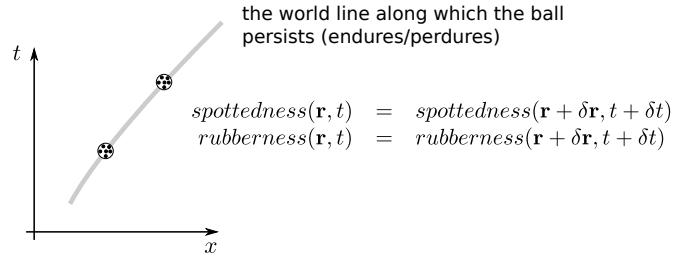 the world line along which the ball
persists (endures/perdures)
t
spottedness(r, t) = spottedness(r + δr, t + δt)
rubberness(r, t) = rubberness(r + δr, t + δt)
x